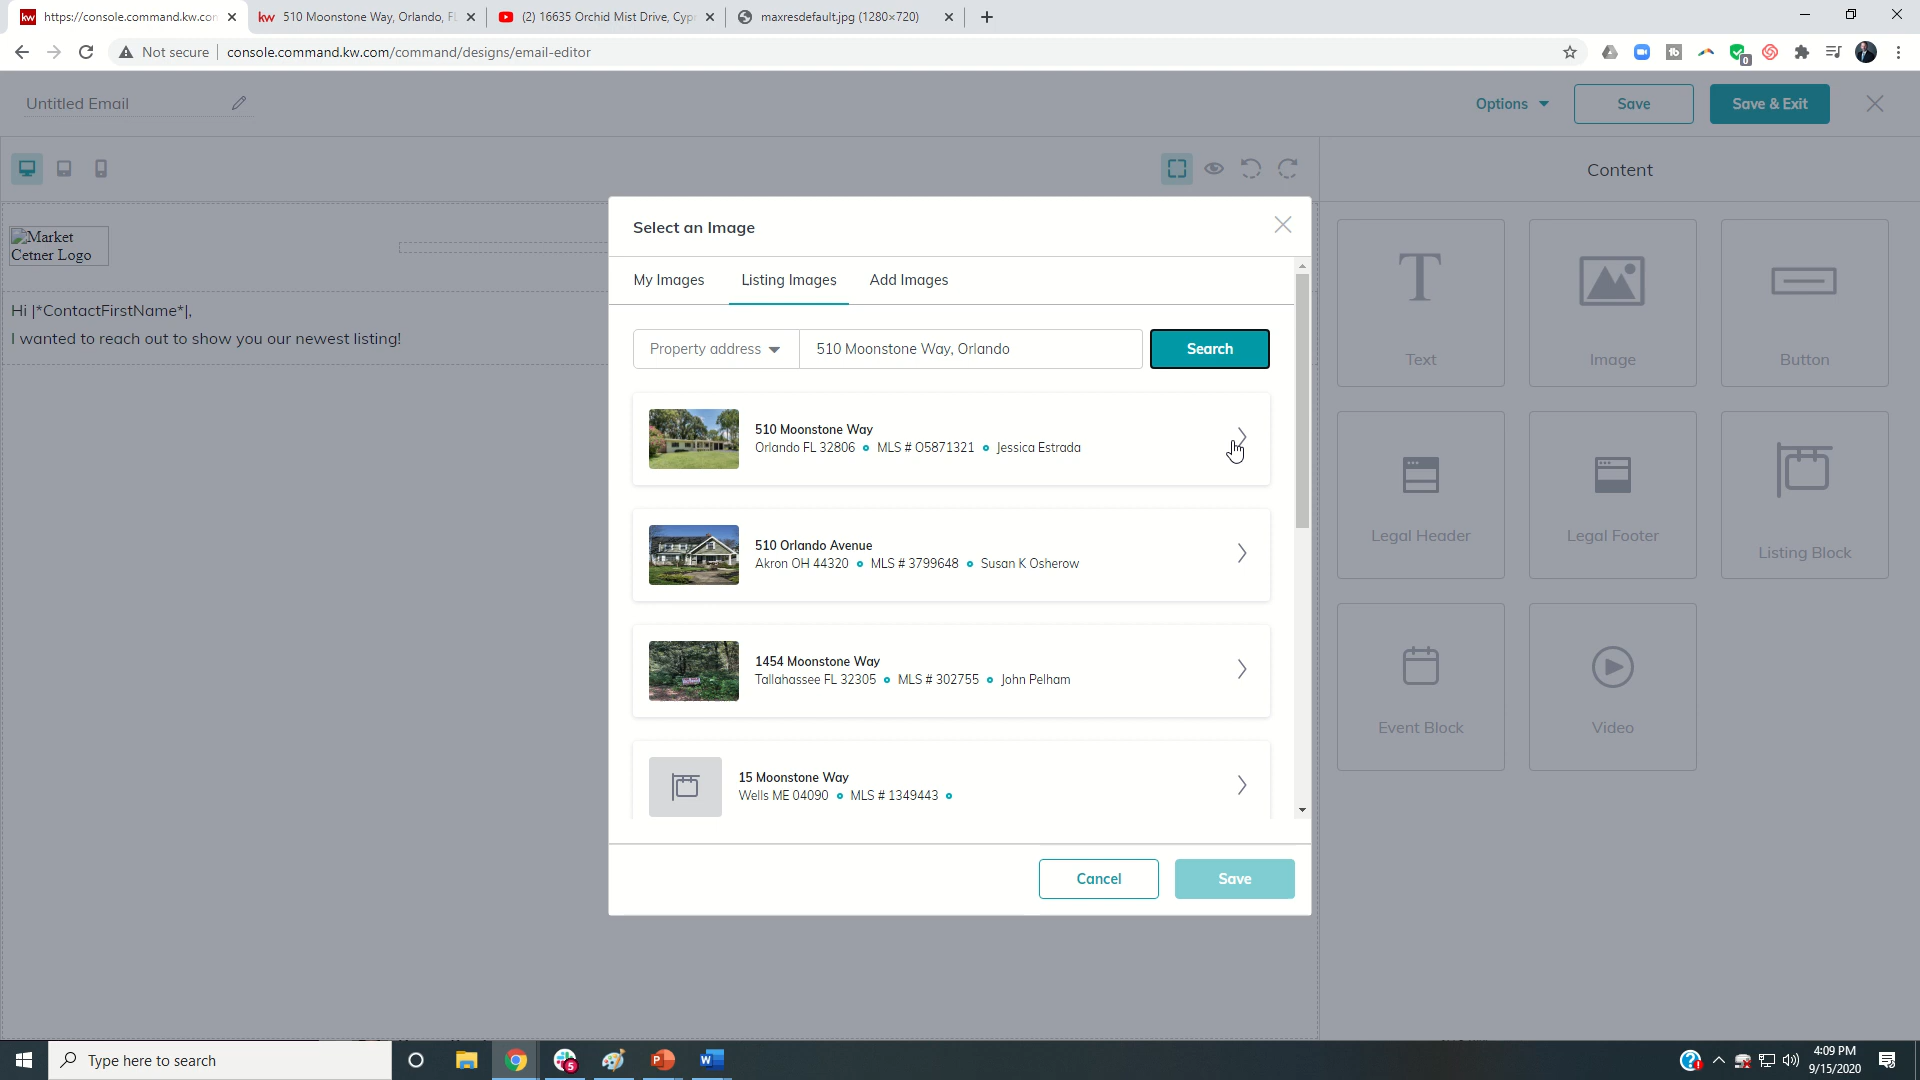 kw https://console.command.kw.con
kw 510 Moonstone Way, Orlando, FL
(2) 16635 Orchid Mist Drive, Cypr
maxresdefault.jpg (1280×720)
Not secure
console.command.kw.com/command/designs/email-editor
tb
0
Untitled Email
Options
Save
Save & Exit
Content
Market
Cetner Logo
Hi |*ContactFirstName*|,
I wanted to reach out to show you our newest listing!
Select an Image
My Images
Listing Images
Add Images
Property address
510 Moonstone Way, Orlando
Search
510 Moonstone Way
Orlando FL 32806 MLS # O5871321 Jessica Estrada
510 Orlando Avenue
Akron OH 44320 MLS # 3799648 Susan K Osherow
1454 Moonstone Way
Tallahassee FL 32305 MLS # 302755 John Pelham
15 Moonstone Way
Wells ME 04090 MLS # 1349443
Cancel
Save
T
Text
Image
Button
Legal Header
Legal Footer
Listing Block
Event Block
Video
Type here to search
5
P
W
?
4:09 PM
9/15/2020